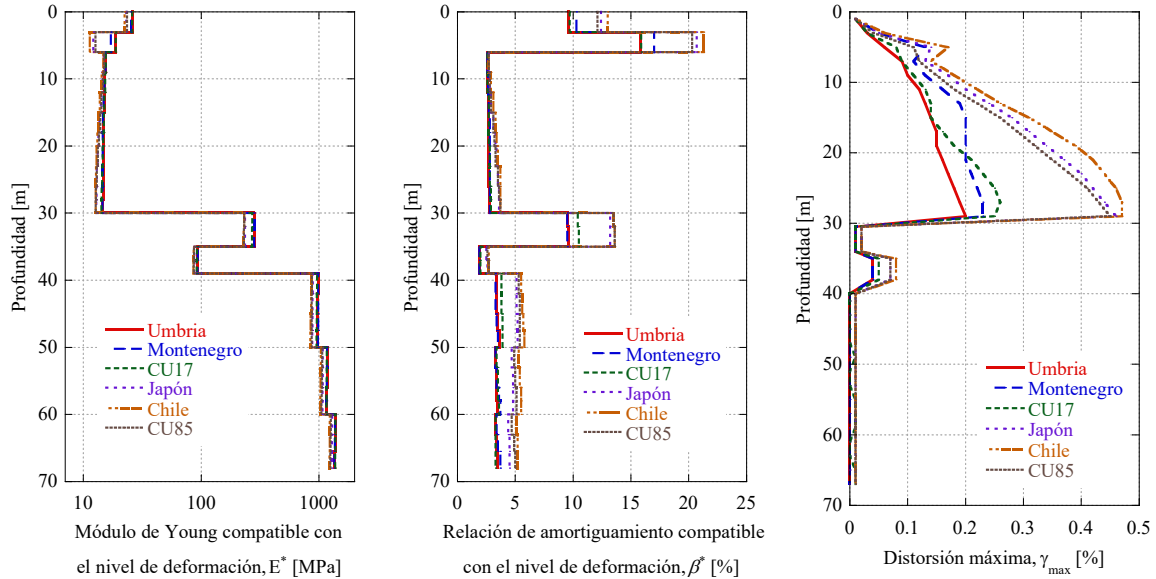 0
10
20
30
40
50
60
70
Profundidad [m]
10
100
1000
Umbria
Montenegro
CU17
Japón
Chile
CU85
Módulo de Young compatible con
el nivel de deformación, E* [MPa]
0
10
20
30
40
50
60
70
Profundidad [m]
0
5
10
15
20
25
Umbria
Montenegro
CU17
Japón
Chile
CU85
Relación de amortiguamiento compatible
con el nivel de deformación, β* [%]
0
10
20
30
40
50
60
70
Profundidad [m]
0
0.1
0.2
0.3
0.4
0.5
Umbria
Montenegro
CU17
Japón
Chile
CU85
Distorsión máxima, γmax [%]